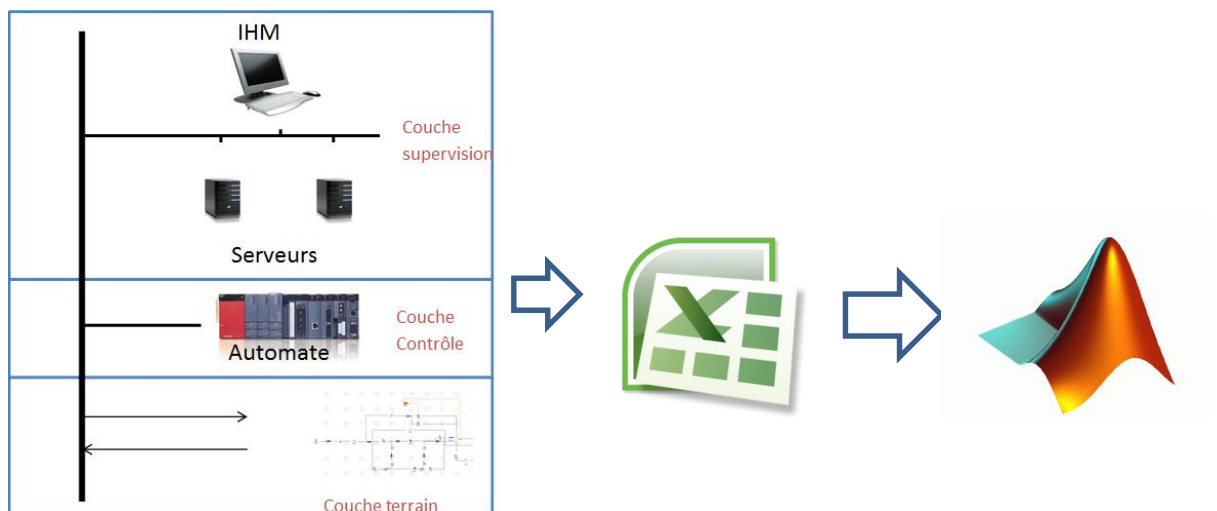 IHM
Couche
supervision
Serveurs
Couche
Contrôle
Automate
Couche terrain